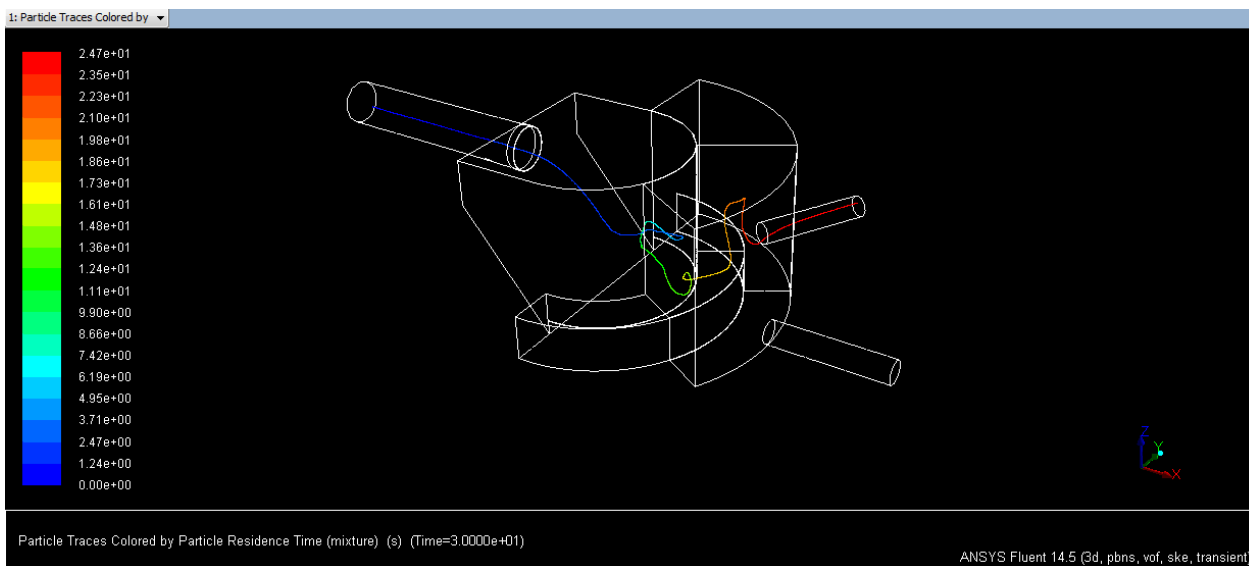 1: Particle Traces Colored by
2.47e+01
2.35e+01
2.23e+01
2.10e+01
1.98e+01
1.86e+01
1.73e+01
1.61e+01
1.48e+01
1.36e+01
1.24e+01
1.11e+01
9.90e+00
8.66e+00
7.42e+00
6.19e+00
4.95e+00
3.71e+00
2.47e+00
1.24e+00
0.00e+00
Z
Y
X
Particle Traces Colored by Particle Residence Time (mixture) (s) (Time=3.0000e+01)
ANSYS Fluent 14.5 (3d, pbns, vof, ske, transient)